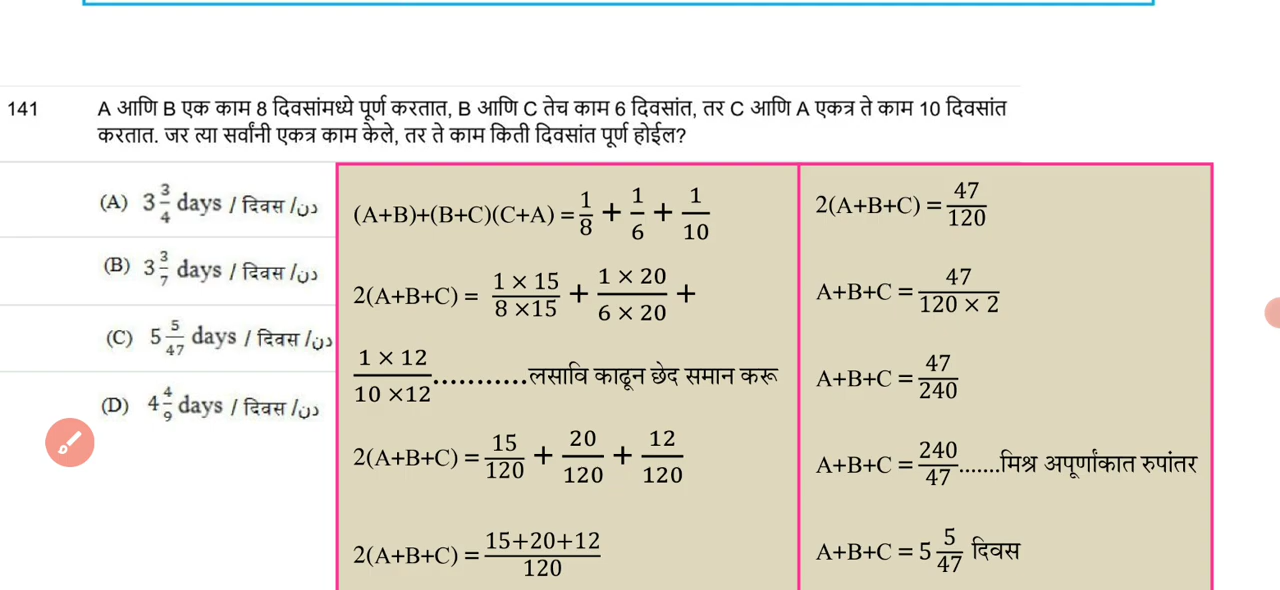 141 A आणि B एक काम 8 दिवसांमध्ये पूर्ण करतात, B आणि C तेच काम 6 दिवसांत, तर C आणि A एकत्र ते काम 10 दिवसांत
करतात. जर त्या सर्वांनी एकत्र काम केले, तर ते काम किती दिवसांत पूर्ण होईल?
(A) 3 3/4 days / दिवस /دن
(B) 3 3/7 days / दिवस /دن
(C) 5 5/47 days / दिवस /دن
(D) 4 4/9 days / दिवस /دن
(A+B)+(B+C)(C+A) = 1/8 + 1/6 + 1/10
2(A+B+C) = 1 × 15/8 ×15 + 1 × 20/6 × 20 +
1 × 12/10 ×12...........लसावि काढून छेद समान करू
2(A+B+C) = 15/120 + 20/120 + 12/120
2(A+B+C) = 15+20+12/120
2(A+B+C) = 47/120
A+B+C = 47/120 × 2
A+B+C = 47/240
A+B+C = 240/47.......मिश्र अपूर्णांकात रुपांतर
A+B+C = 5 5/47 दिवस